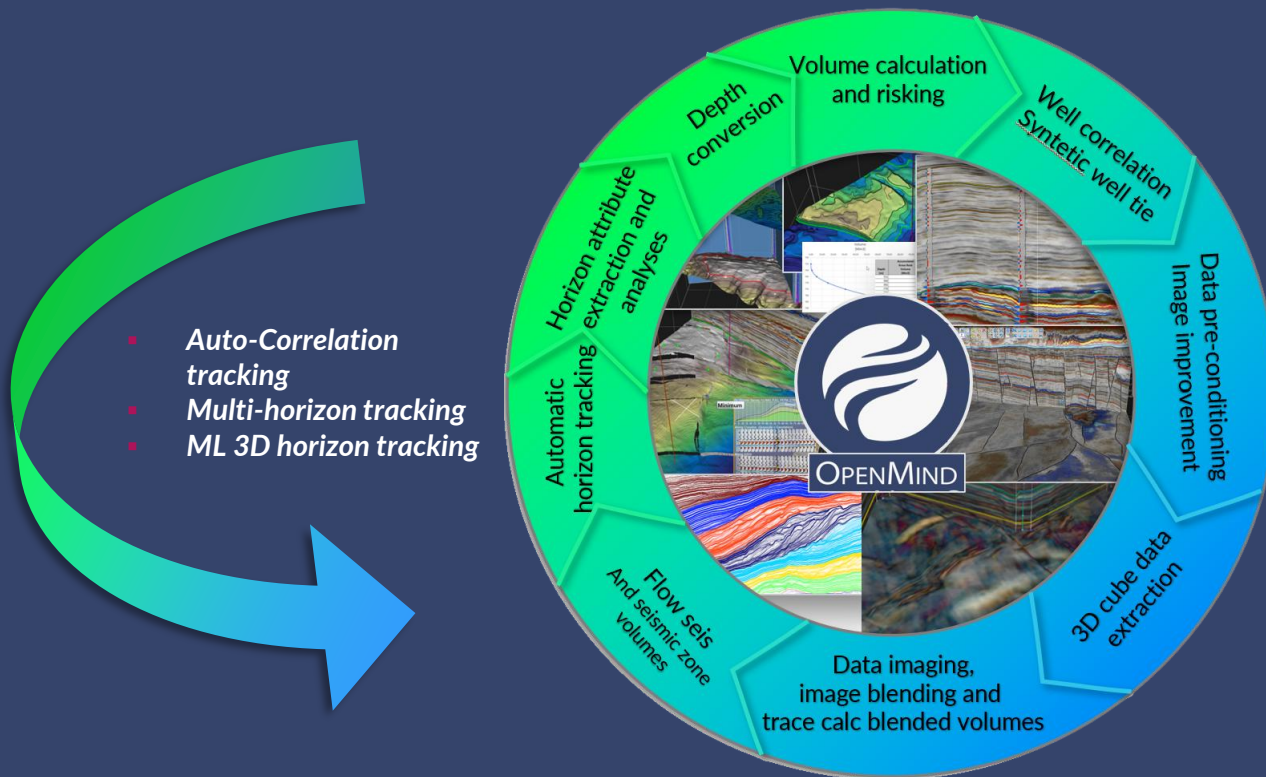 Auto-Correlation
tracking
Multi-horizon tracking
ML 3D horizon tracking
Volume calculation
and risking
Well correlation
Syntetic well tie
Data pre-conditioning
Image improvement
3D cube data
extraction
Data imaging,
image blending and
trace calc blended volumes
Flow seis
And seismic zone
volumes
Automatic
horizon tracking
Horizon attribute
extraction and
analyses
Depth
conversion
Minimum
OPENMIND